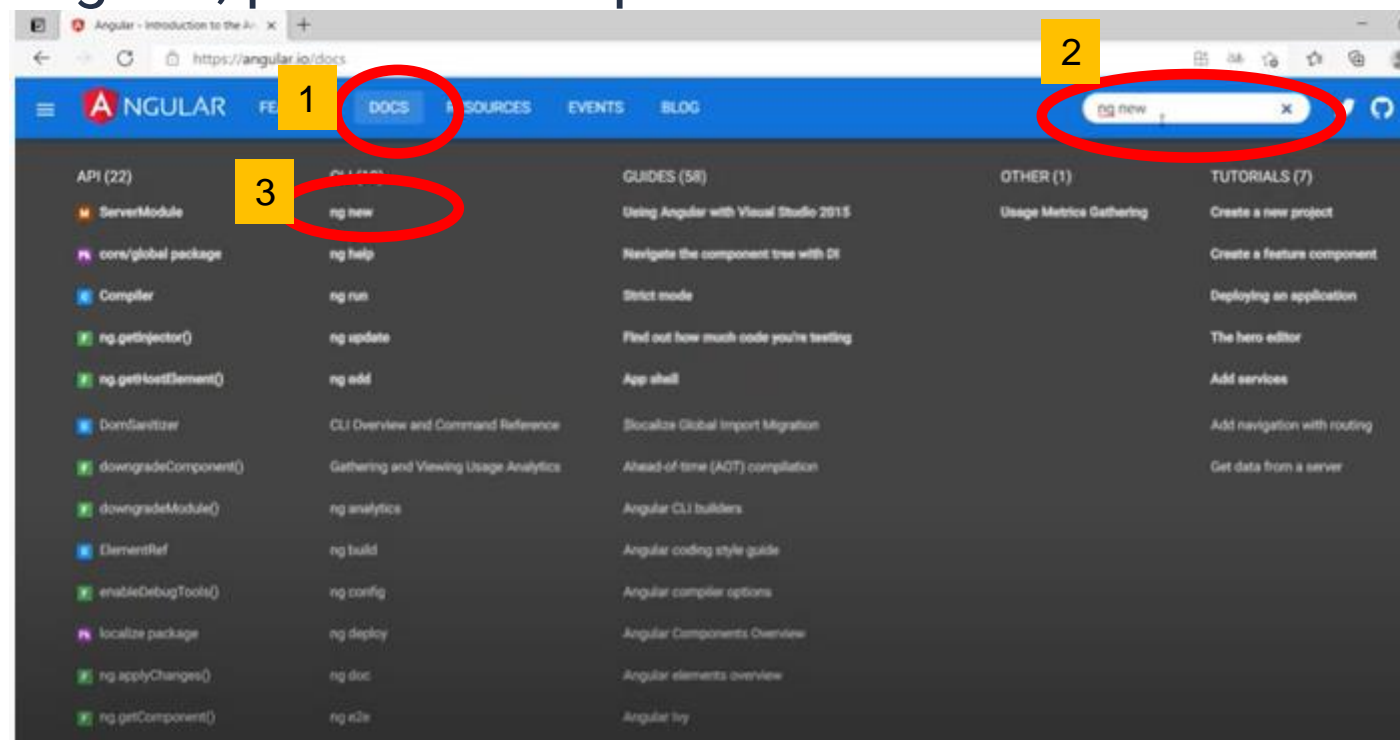 Angular - Introduction to the An
https://angular.io/docs
2
NGULAR FE 1 DOCS RESOURCES EVENTS BLOG ng new
API (22) GUIDES (58) OTHER (1) TUTORIALS (7)
3
ServerModule ng new Using Angular with Visual Studio 2015 Usage Metrics Gathering Create a new project
core/global package ng help Navigate the component tree with DI Create a feature component
Compiler ng run Strict mode Deploying an application
ng.getInjector() ng update Find out how much code you're testing The hero editor
ng.getHostElement() ng add App shell Add services
DomSanitizer CLI Overview and Command Reference $localize Global Import Migration Add navigation with routing
downgradeComponent() Gathering and Viewing Usage Analytics Ahead-of-time (AOT) compilation Get data from a server
downgradeModule() ng analytics Angular CLI builders
ElementRef ng build Angular coding style guide
enableDebugTools() ng config Angular compiler options
localize package ng deploy Angular Components Overview
ng.applyChanges() ng doc Angular elements overview
ng.getComponent() ng e2e Angular Ivy